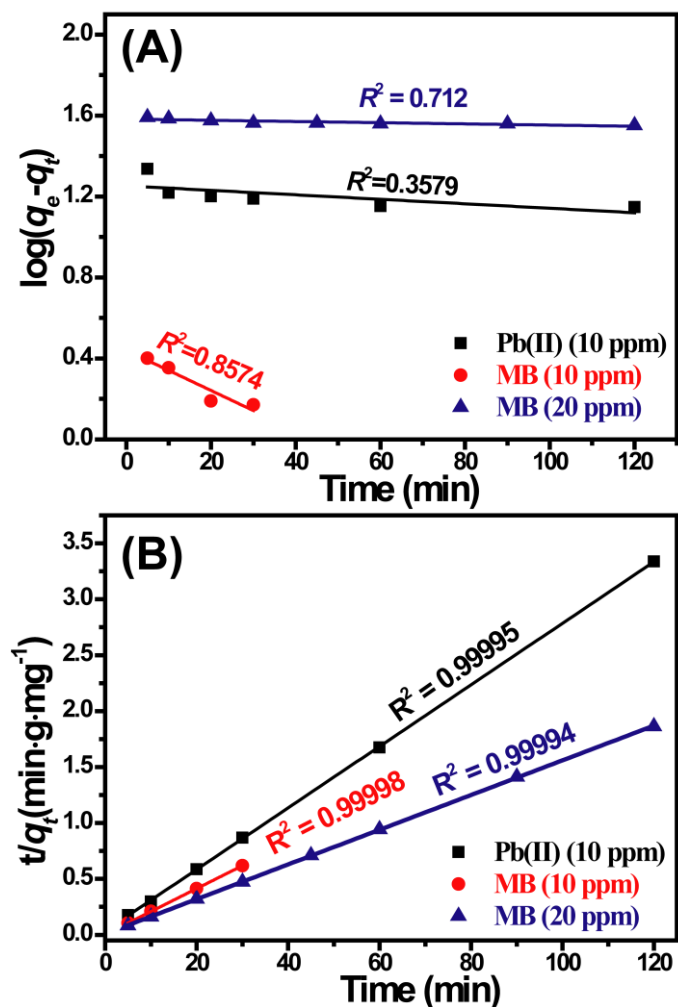 (A)
2.0
1.6
1.2
0.8
0.4
0.0
log(qₑ-qₜ)
R² = 0.712
R²=0.3579
R²=0.8574
Pb(II) (10 ppm)
MB (10 ppm)
MB (20 ppm)
0 20 40 60 80 100 120
Time (min)
(B)
3.5
3.0
2.5
2.0
1.5
1.0
0.5
0.0
t/qₜ(min·g·mg⁻¹)
R² = 0.99995
R² = 0.99998
R² = 0.99994
Pb(II) (10 ppm)
MB (10 ppm)
MB (20 ppm)
0 20 40 60 80 100 120
Time (min)